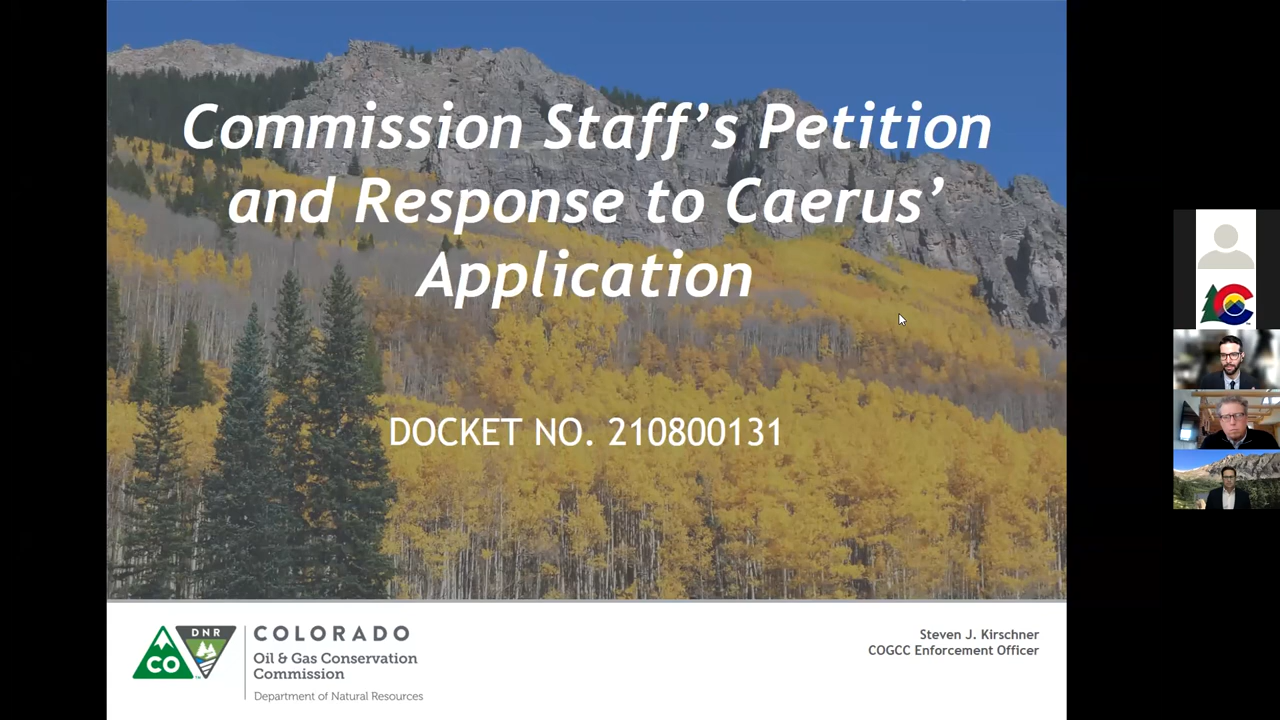 Commission Staff's Petition
and Response to Caerus'
Application
DOCKET NO. 210800131
CO
DNR
COLORADO
Oil & Gas Conservation
Commission
Department of Natural Resources
Steven J. Kirschner
COGCC Enforcement Officer